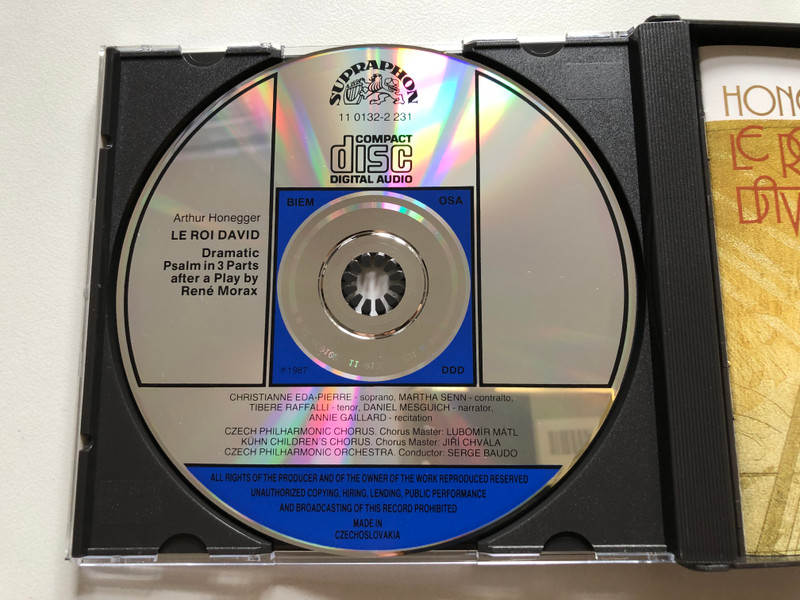 SUPRAPHON
11 0132-2 231
COMPACT
disc
DIGITAL AUDIO
BIEM
OSA
Arthur Honegger
LE ROI DAVID
Dramatic
Psalm in 3 Parts
after a Play by
René Morax
℗1987
DDD
CHRISTIANNE EDA-PIERRE - soprano, MARTHA SENN - contralto,
TIBERE RAFFALLI - tenor, DANIEL MESGUICH - narrator,
ANNIE GAILLARD - recitation
CZECH PHILHARMONIC CHORUS. Chorus Master: LUBOMÍR MÁTL
KÜHN CHILDREN'S CHORUS. Chorus Master: JIŘÍ CHVÁLA
CZECH PHILHARMONIC ORCHESTRA. Conductor: SERGE BAUDO
ALL RIGHTS OF THE PRODUCER AND OF THE OWNER OF THE WORK REPRODUCED RESERVED
UNAUTHORIZED COPYING, HIRING, LENDING, PUBLIC PERFORMANCE
AND BROADCASTING OF THIS RECORD PROHIBITED
MADE IN
CZECHOSLOVAKIA
HONE
LE RO
DAV